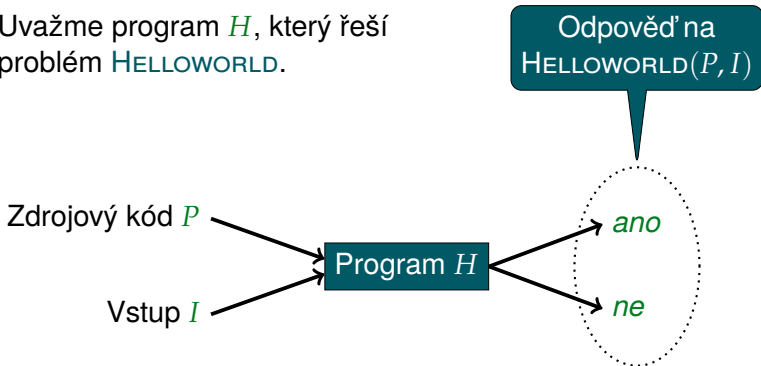 Uvažme program H, který řeší
problém HELLOWORLD.
Odpověď na
HELLOWORLD(P, I)
Zdrojový kód P
ano
Program H
Vstup I
ne